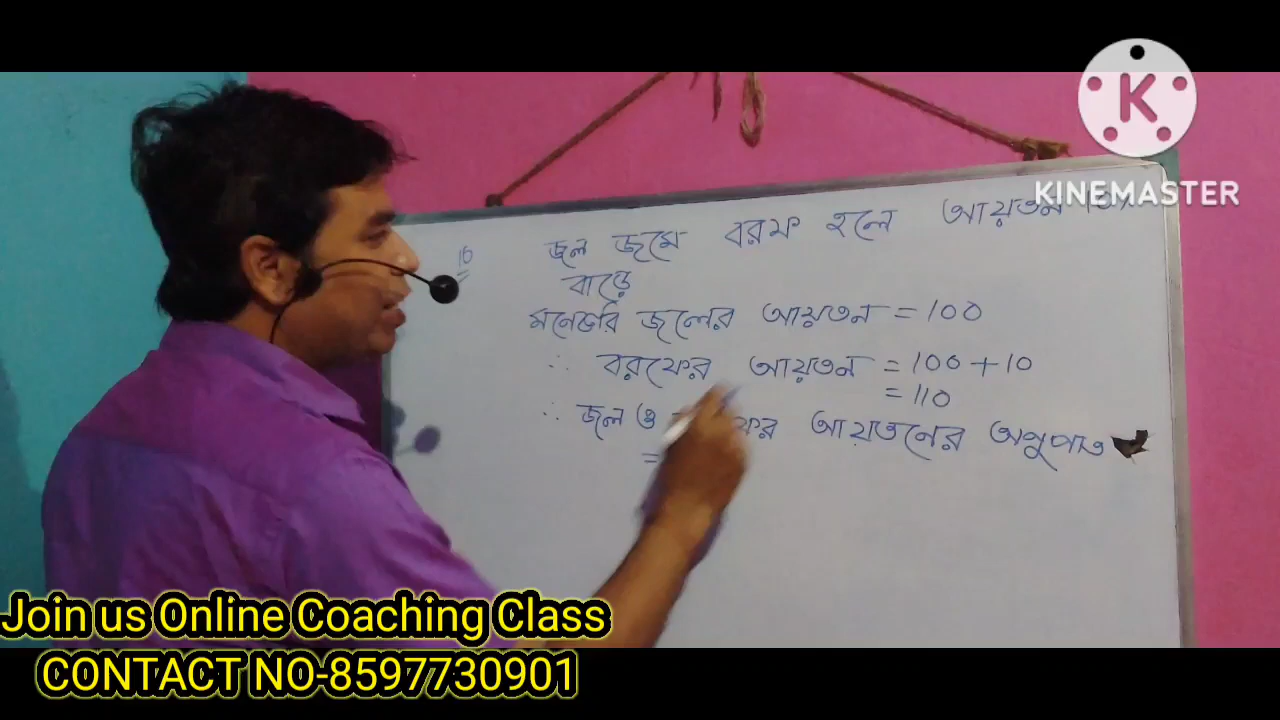 KINEMASTER
16
জল জমে বরফ হলে আয়তন
বাড়ে
মনেকরি জলের আয়তন = 100
∴ বরফের আয়তন = 100 + 10
= 110
∴ জল ও আয়তনের অনুপাত
=
Join us Online Coaching Class
CONTACT NO-8597730901